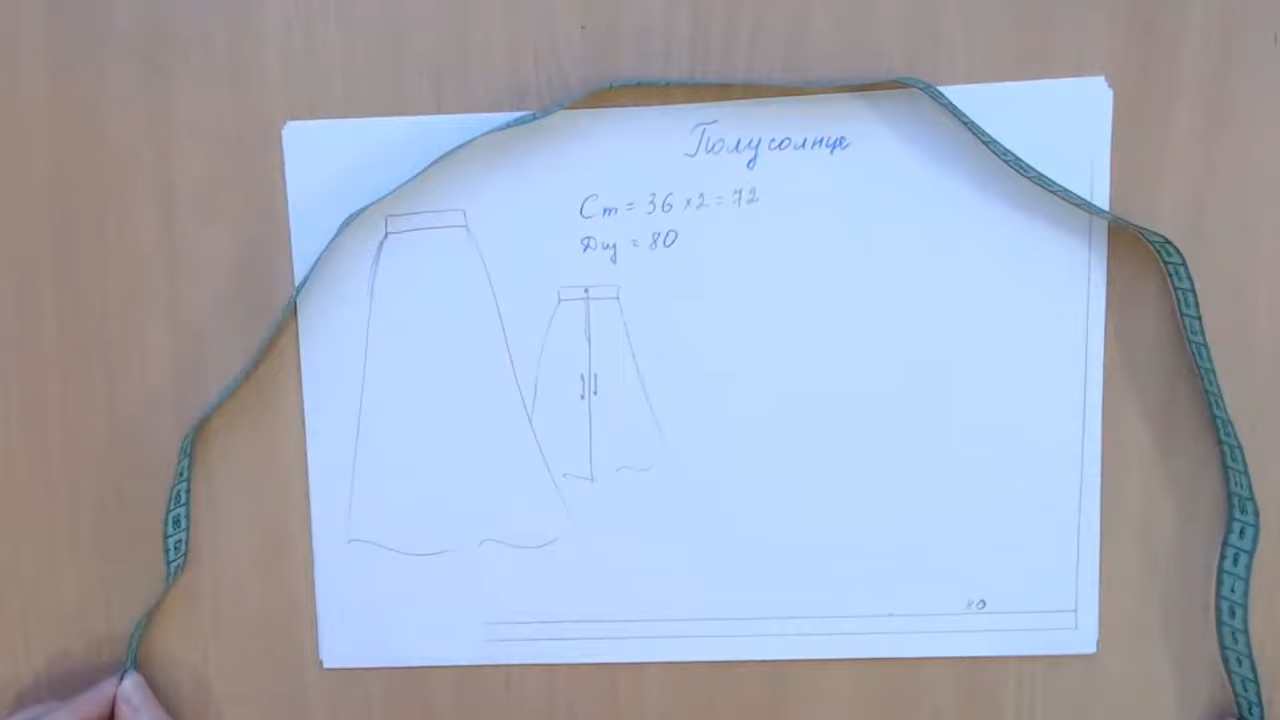 Полусолнце
Ст = 36 × 2 = 72
Ди = 80
80